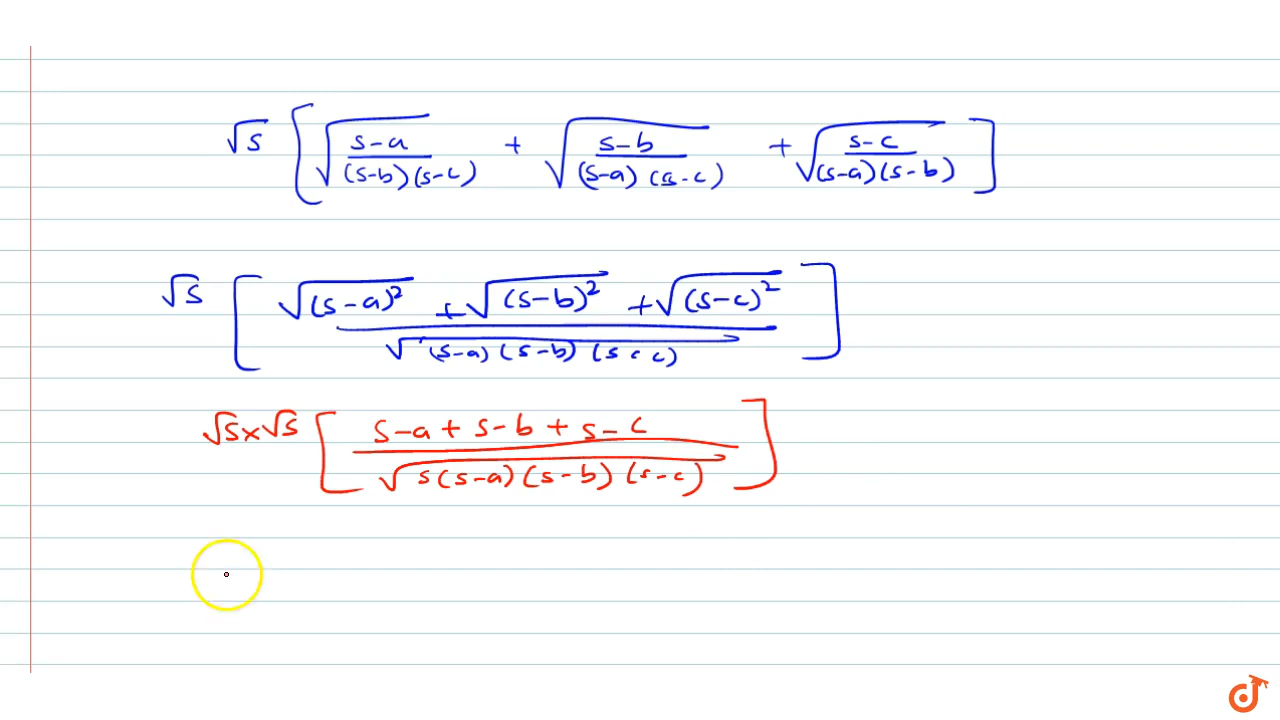 √s [ √((s-a)/((s-b)(s-c))) + √((s-b)/((s-a)(s-c))) + √((s-c)/((s-a)(s-b))) ]
√s [ (√(s-a)² + √(s-b)² + √(s-c)²) / √((s-a)(s-b)(s-c)) ]
√s×√s [ (s-a+s-b+s-c) / √(s(s-a)(s-b)(s-c)) ]